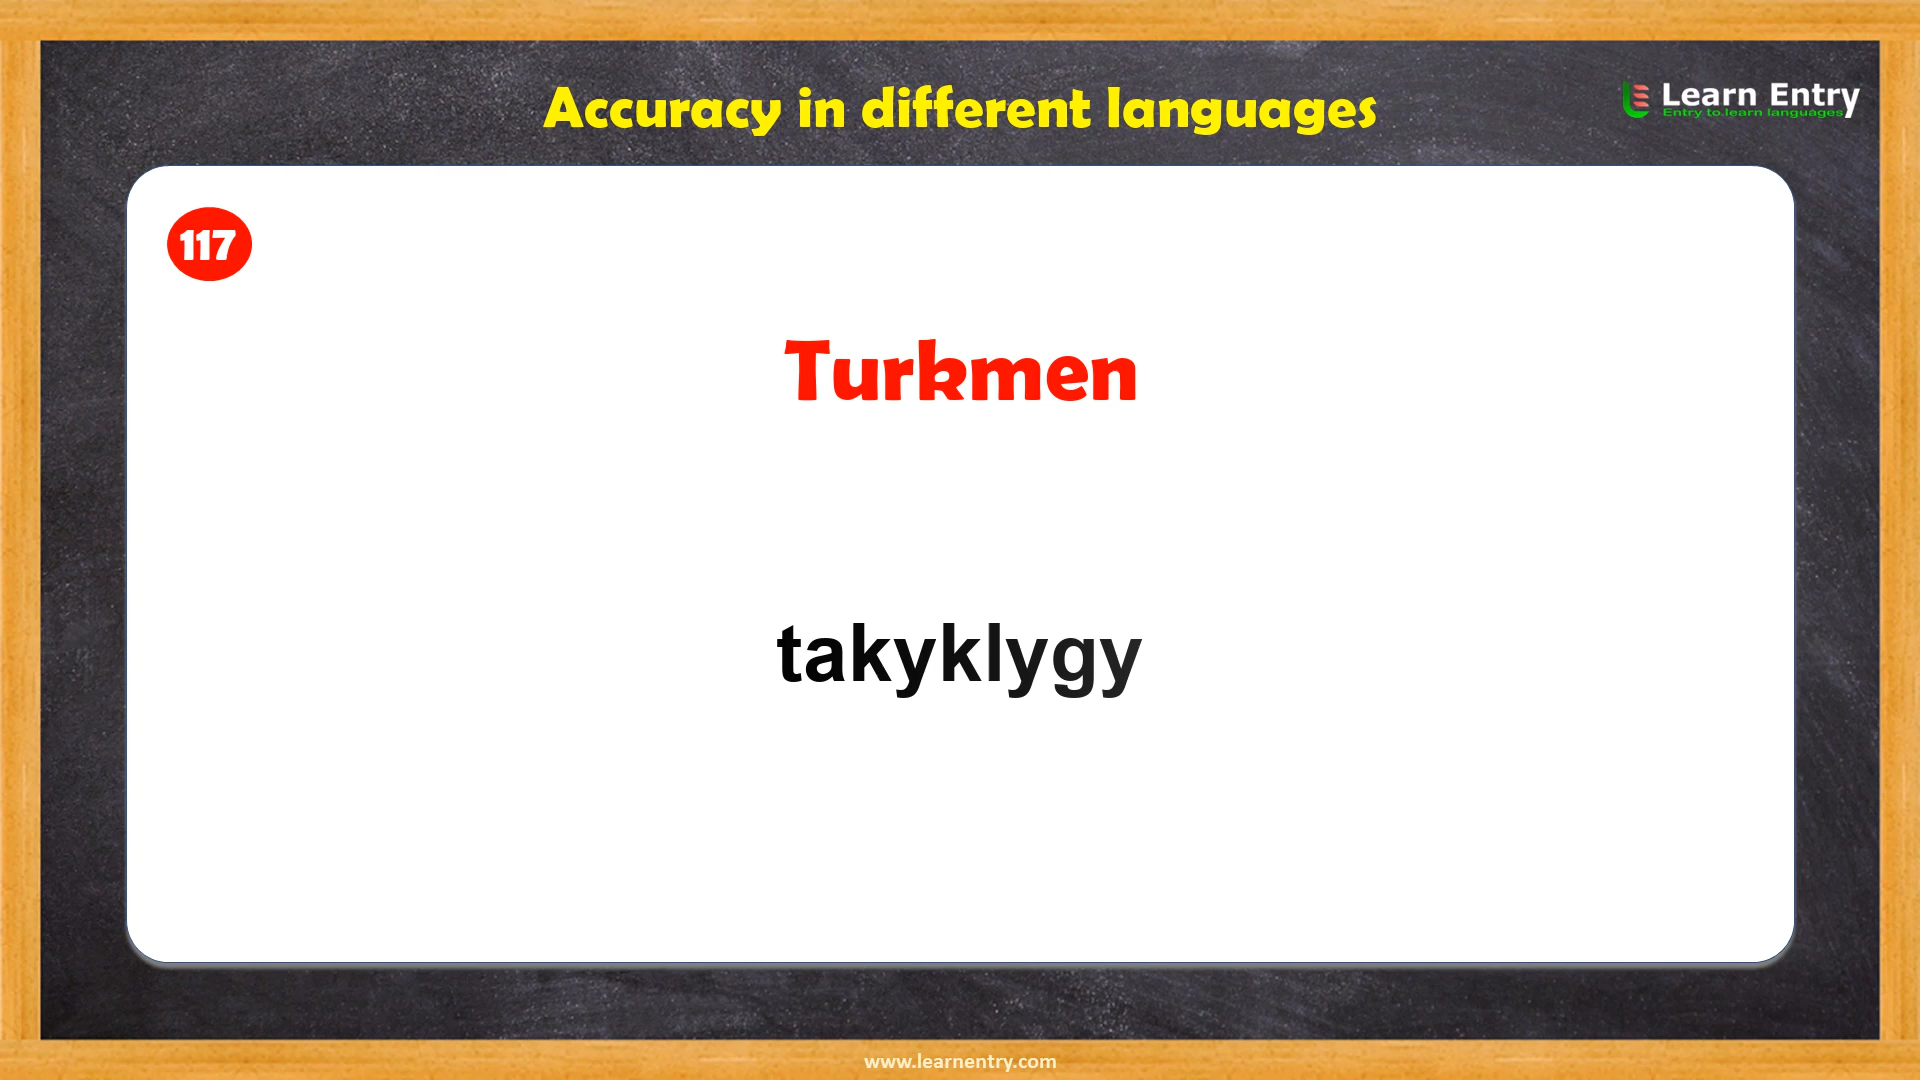 Accuracy in different languages
Learn Entry
Entry to learn languages
117
Turkmen
takyklygy
www.learnentry.com